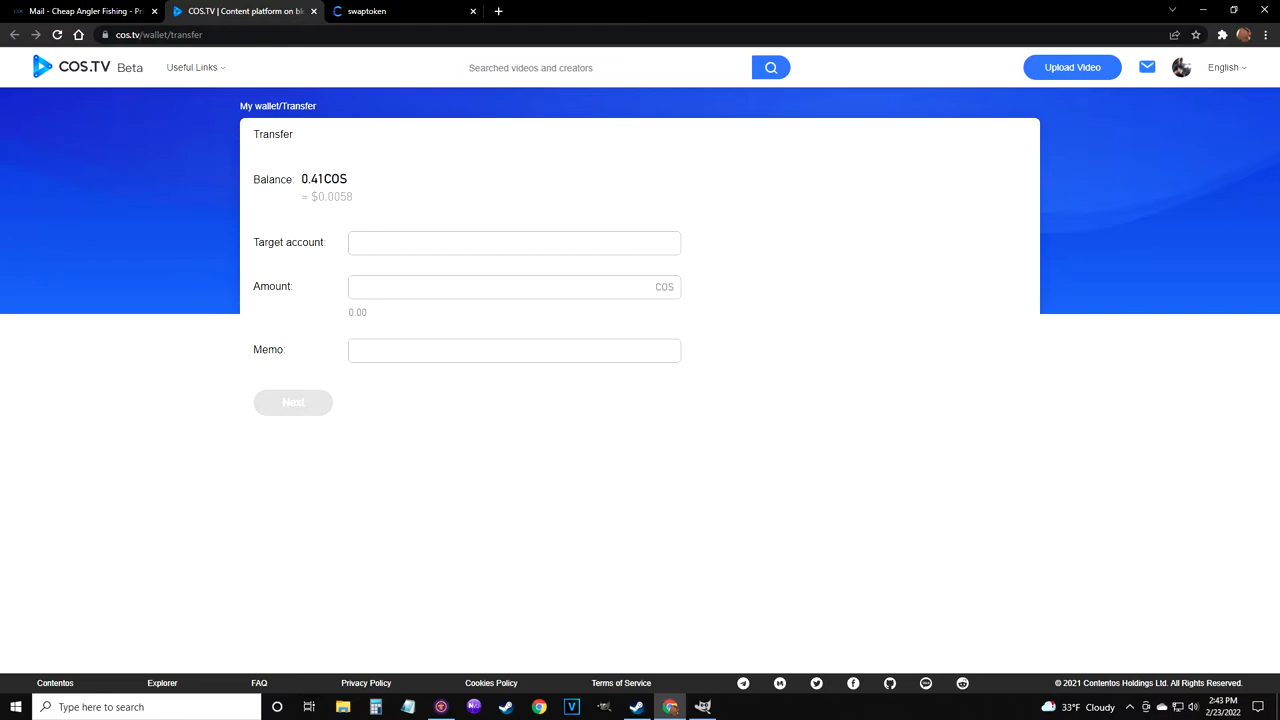 Mail - Cheap Angler Fishing - Pri
COS.TV | Content platform on bl
swaptoken
cos.tv/wallet/transfer
COS.TV Beta
Useful Links
Searched videos and creators
Upload Video
English
My wallet/Transfer
Transfer
Balance: 0.41COS
≈ $0.0058
Target account:
Amount:
COS
0.00
Memo:
Next
Contentos Explorer FAQ Privacy Policy Cookies Policy Terms of Service © 2021 Contentos Holdings Ltd. All Rights Reserved.
Type here to search
33°F Cloudy
2:43 PM
2/23/2022